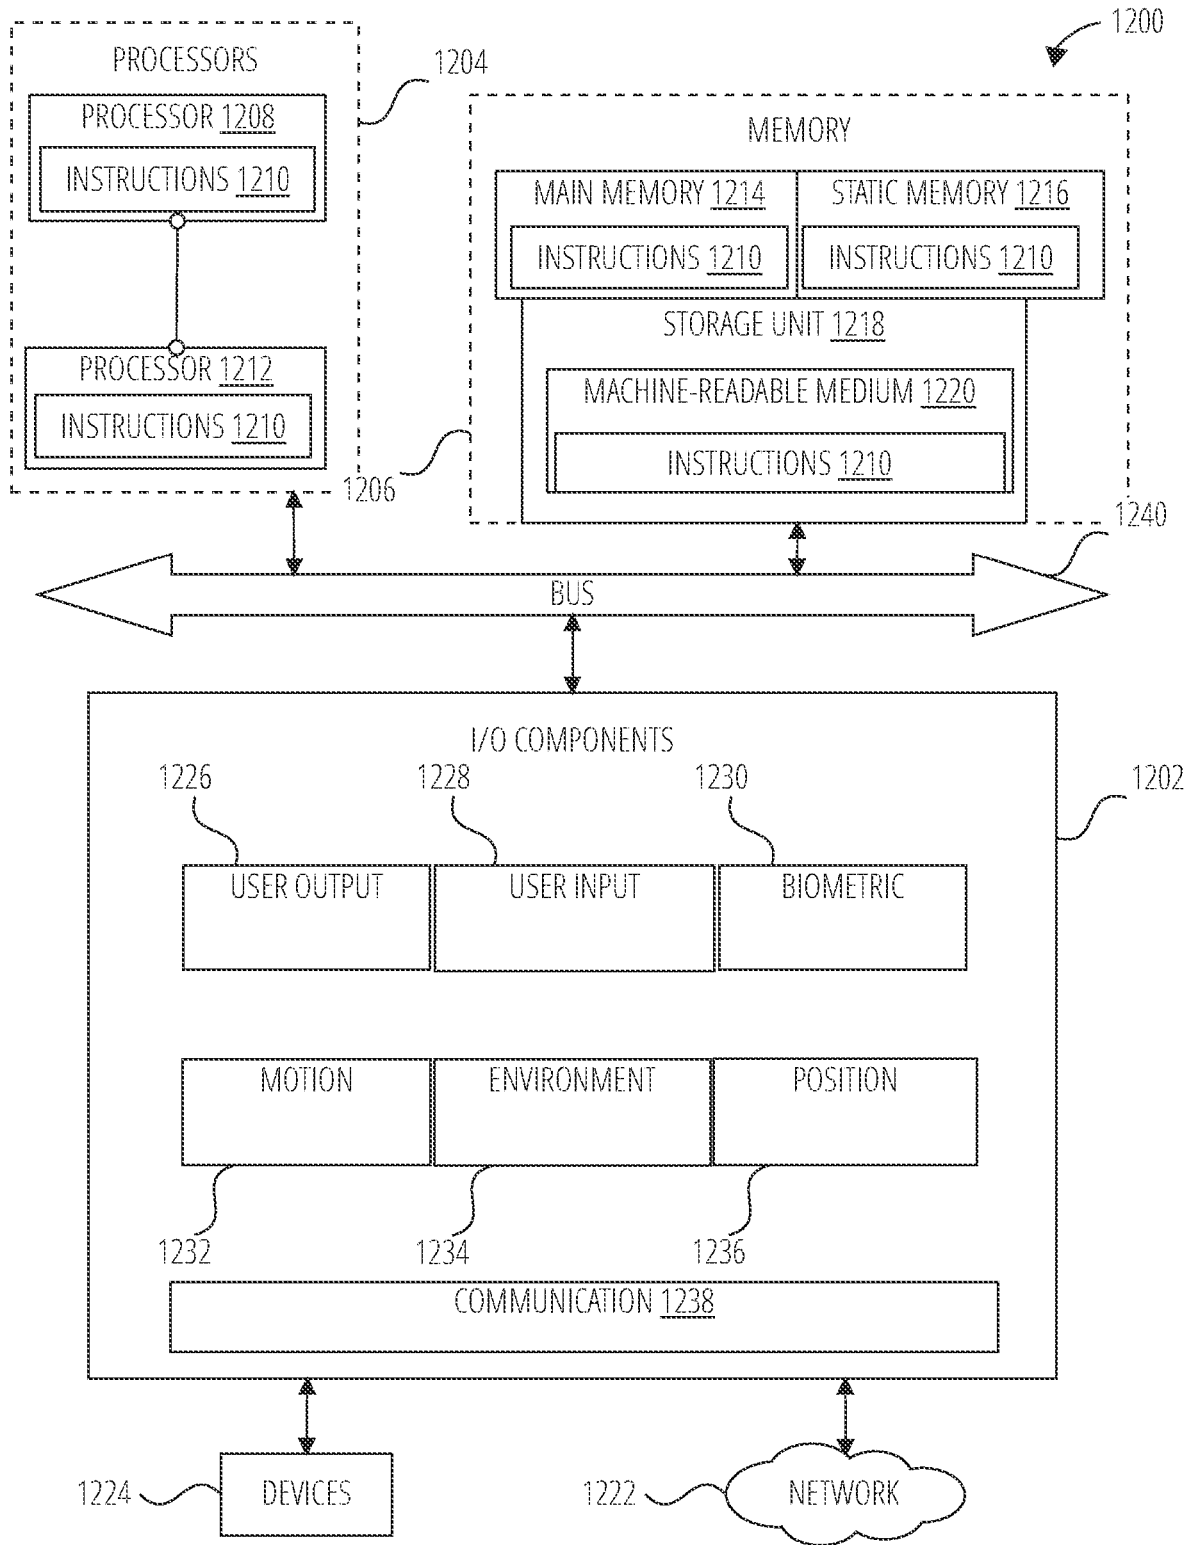 1200
PROCESSORS
1204
PROCESSOR 1208
INSTRUCTIONS 1210
PROCESSOR 1212
INSTRUCTIONS 1210
MEMORY
MAIN MEMORY 1214
INSTRUCTIONS 1210
STATIC MEMORY 1216
INSTRUCTIONS 1210
STORAGE UNIT 1218
MACHINE-READABLE MEDIUM 1220
INSTRUCTIONS 1210
1206
1240
BUS
I/O COMPONENTS
1202
1226
1228
1230
USER OUTPUT
USER INPUT
BIOMETRIC
MOTION
ENVIRONMENT
POSITION
1232
1234
1236
COMMUNICATION 1238
1224
DEVICES
1222
NETWORK